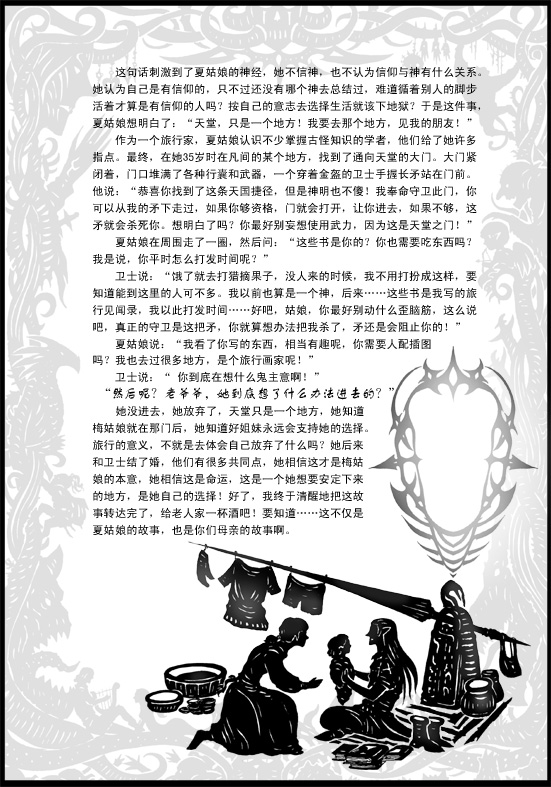 这句话刺激到了夏姑娘的神经，她不信神，也不认为信仰与神有什么关系。
她认为自己是有信仰的，只不过还没有哪个神去总结过，难道循着别人的脚步
活着才算是有信仰的人吗？按自己的意志去选择生活就该下地狱？于是这件事，
夏姑娘想明白了：“天堂，只是一个地方！我要去那个地方，见我的朋友！”
作为一个旅行家，夏姑娘认识不少掌握古怪知识的学者，他们给了她许多
指点。最终，在她35岁时在凡间的某个地方，找到了通向天堂的大门。大门紧
闭着，门口堆满了各种行囊和武器，一个穿着金盔的卫士手握长矛站在门前。
他说：“恭喜你找到了这条天国捷径，但是神明也不傻！我奉命守卫此门，你
可以从我的矛下走过，如果你够资格，门就会打开，让你进去，如果不够，这
矛就会杀死你。想明白了吗？你最好别妄想使用武力，因为这是天堂之门！”
夏姑娘在周围走了一圈，然后问：“这些书是你的？你也需要吃东西吗？
我是说，你平时怎么打发时间呢？”
卫士说：“饿了就去打猎摘果子，没人来的时候，我不用打扮成这样，要
知道能到这里的人可不多。我以前也算是一个神，后来……这些书是我写的旅
行见闻录，我以此打发时间……好吧，姑娘，你最好别动什么歪脑筋，这么说
吧，真正的守卫是这把矛，你就算想办法把我杀了，矛还是会阻止你的！”
夏姑娘说：“我看了你写的东西，相当有趣呢，你需要人配插图
吗？我也去过很多地方，是个旅行画家呢！”
卫士说：“ 你到底在想什么鬼主意啊！”
“然后呢？老爷爷，她到底想了什么办法进去的？”
她没进去，她放弃了，天堂只是一个地方，她知道
梅姑娘就在那门后，她知道好姐妹永远会支持她的选择。
旅行的意义，不就是去体会自己放弃了什么吗？她后来
和卫士结了婚，他们有很多共同点，她相信这才是梅姑
娘的本意，她相信这是命运，这是一个她想要安定下来
的地方，是她自己的选择！好了，我终于清醒地把这故
事转达完了，给老人家一杯酒吧！要知道……这不仅是
夏姑娘的故事，也是你们母亲的故事啊。